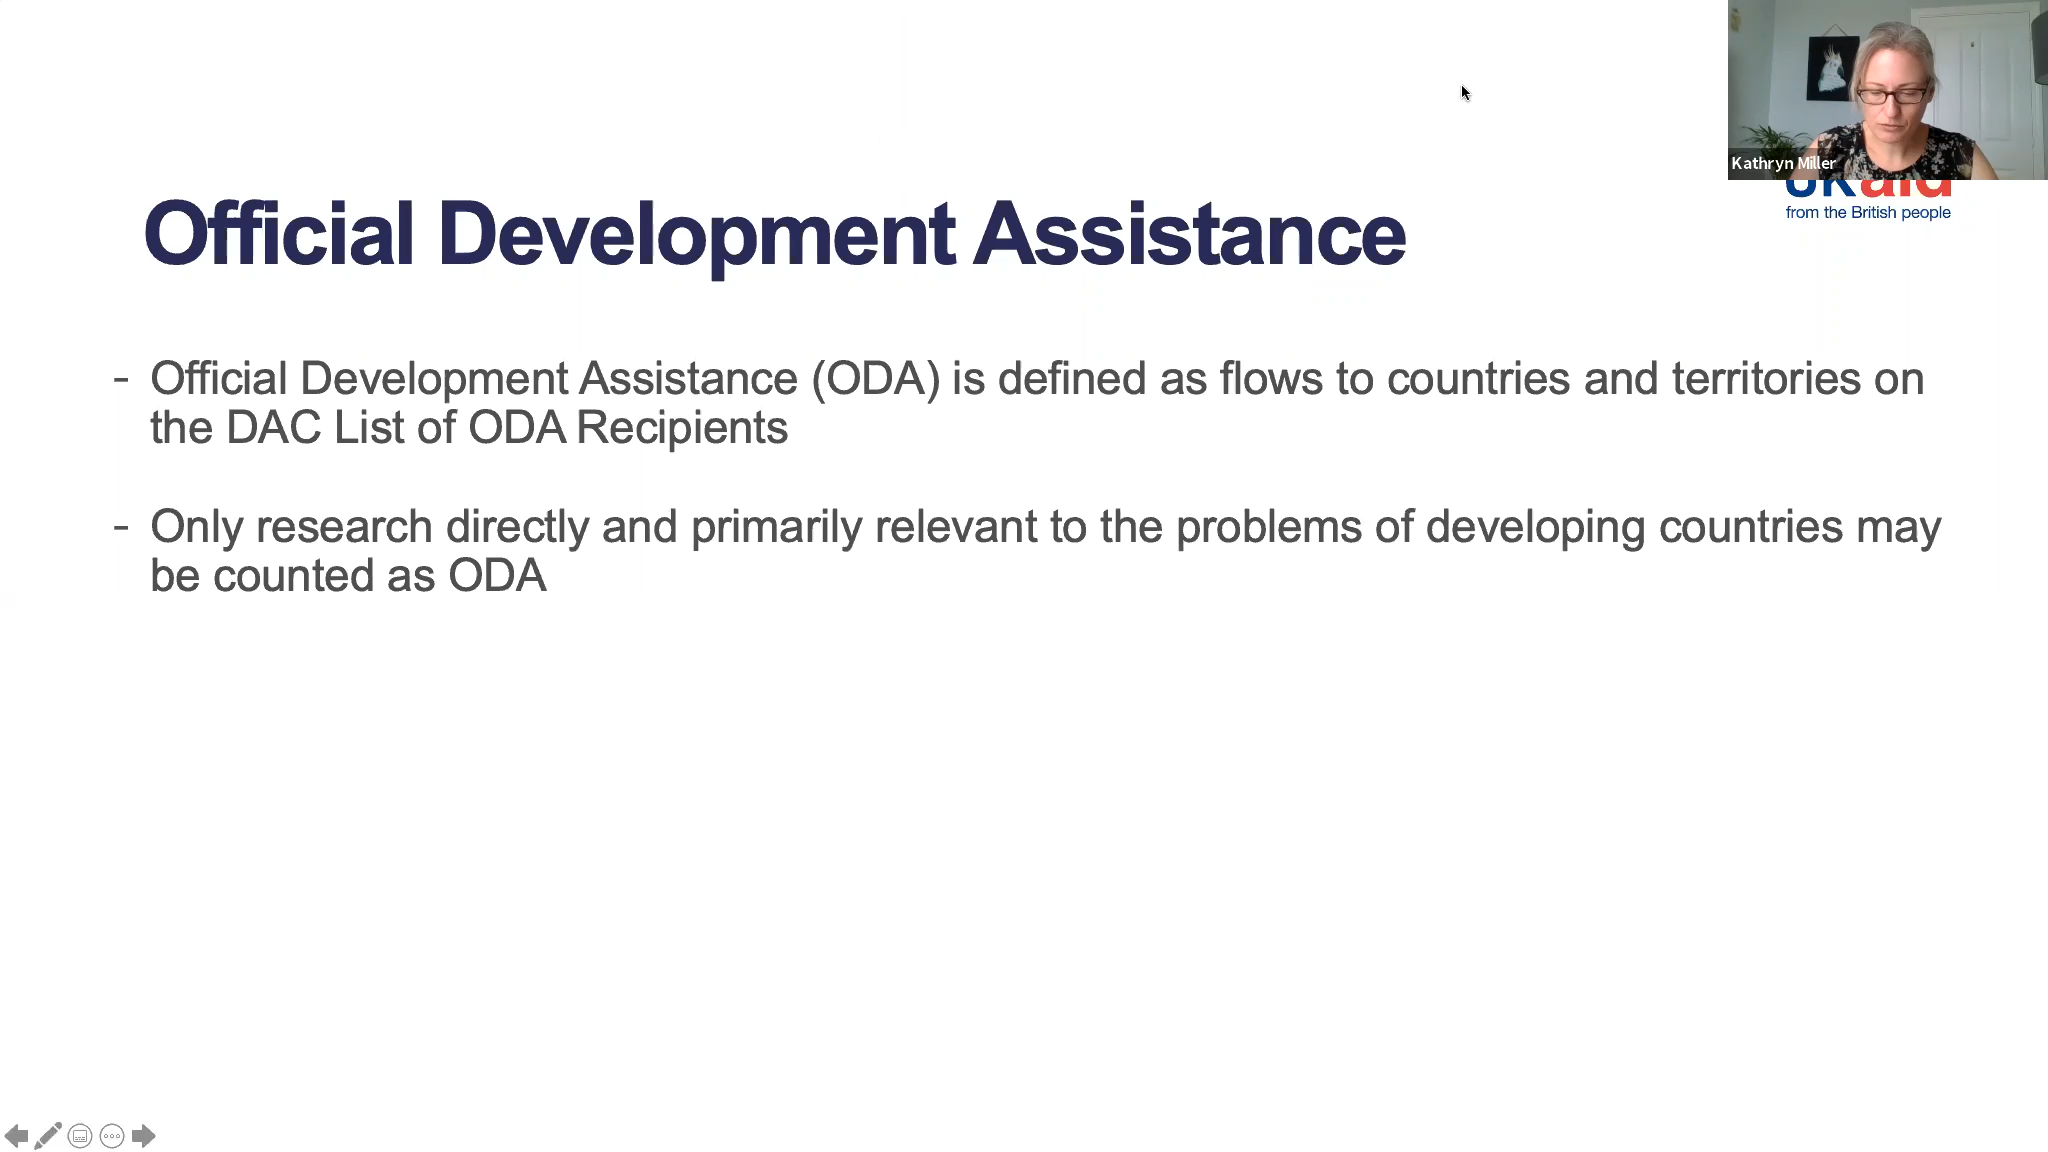 Kathryn Miller
UKaid
from the British people
Official Development Assistance
- Official Development Assistance (ODA) is defined as flows to countries and territories on
the DAC List of ODA Recipients
- Only research directly and primarily relevant to the problems of developing countries may
be counted as ODA